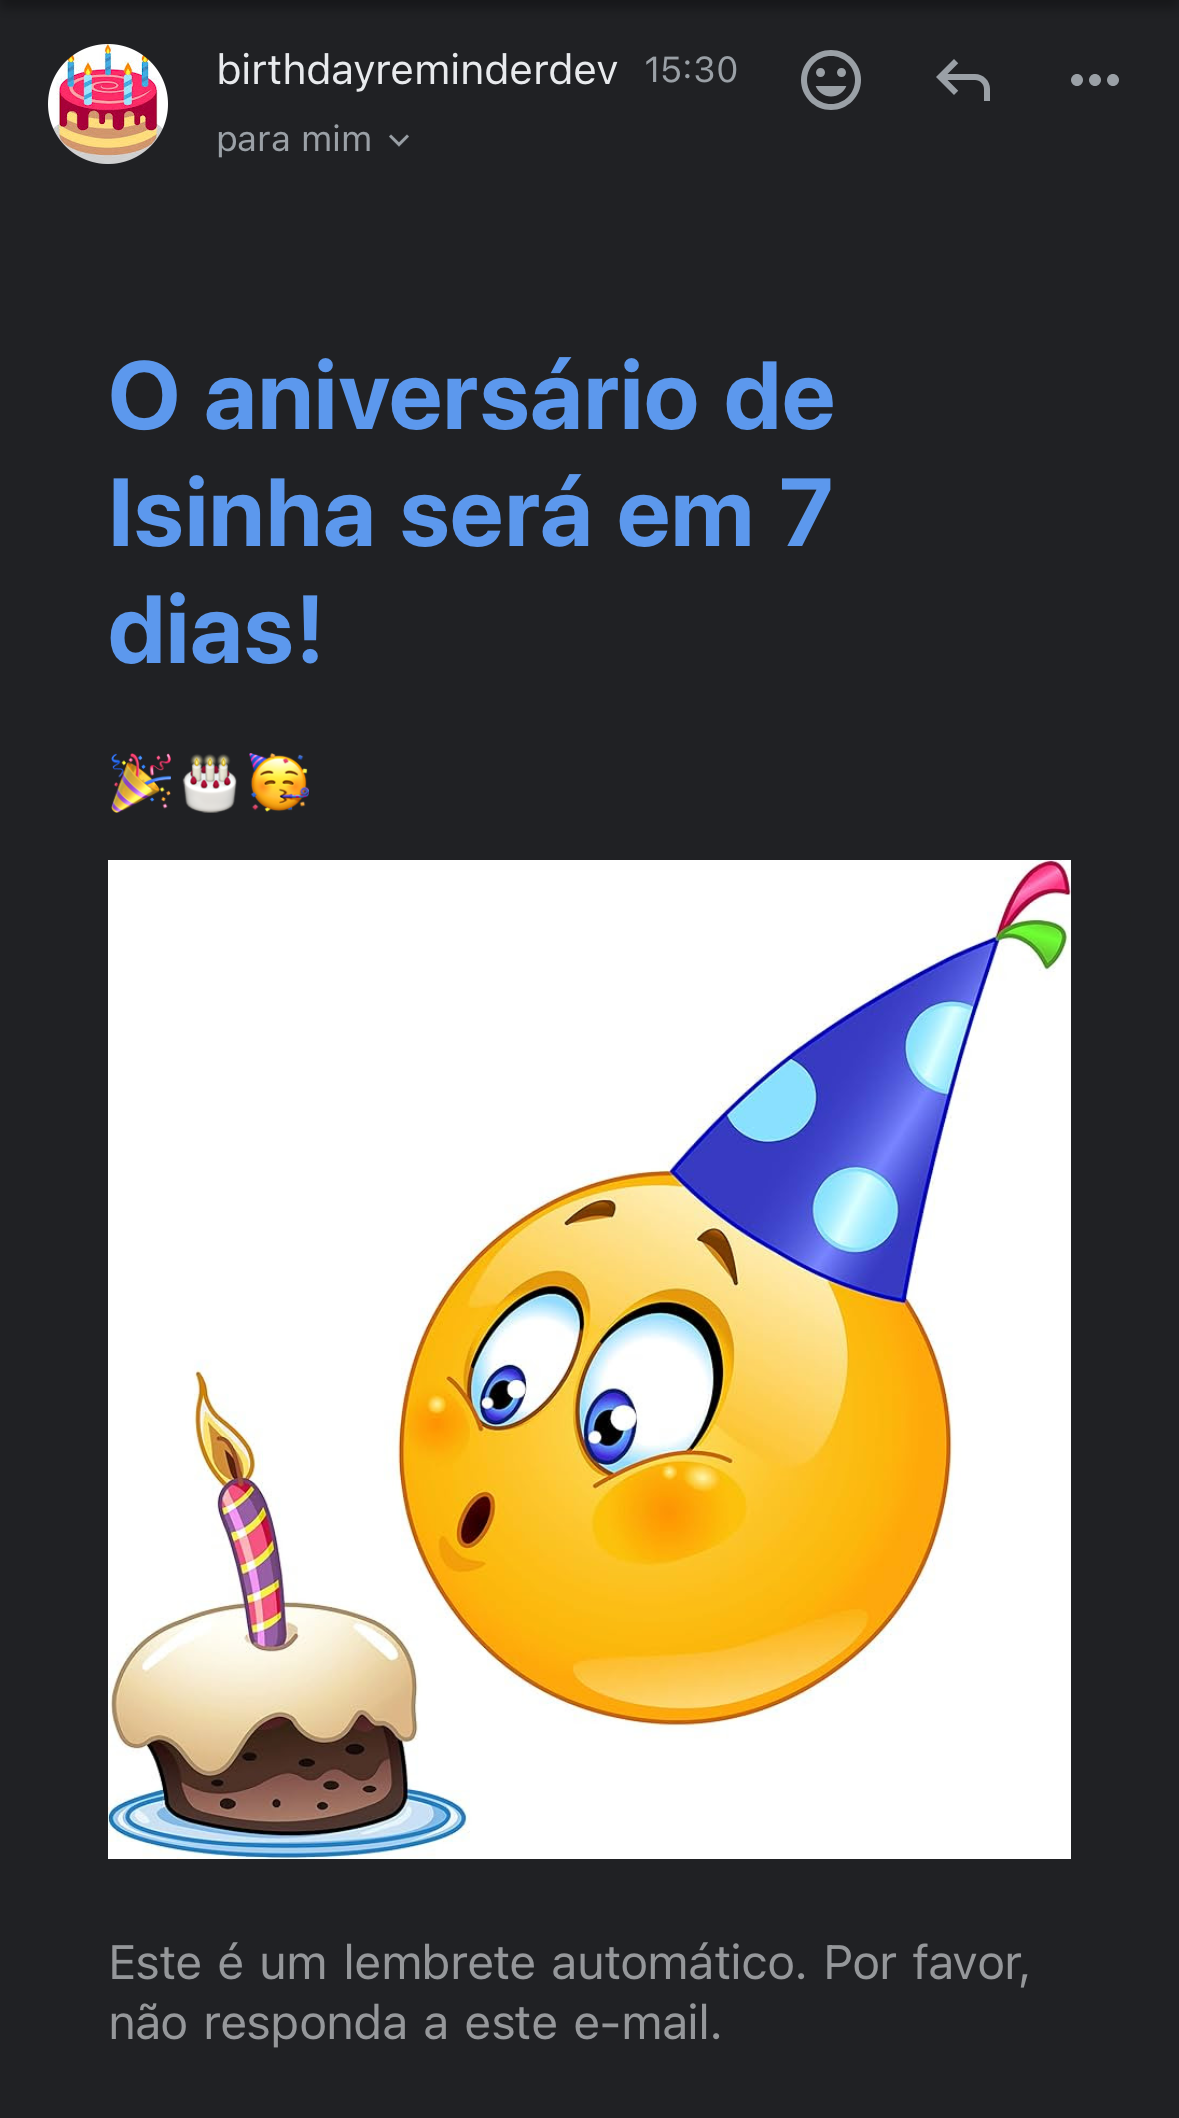 birthdayreminderdev 15:30
para mim
O aniversário de
Isinha será em 7
dias!
🎉🎂🥳
Este é um lembrete automático. Por favor,
não responda a este e-mail.